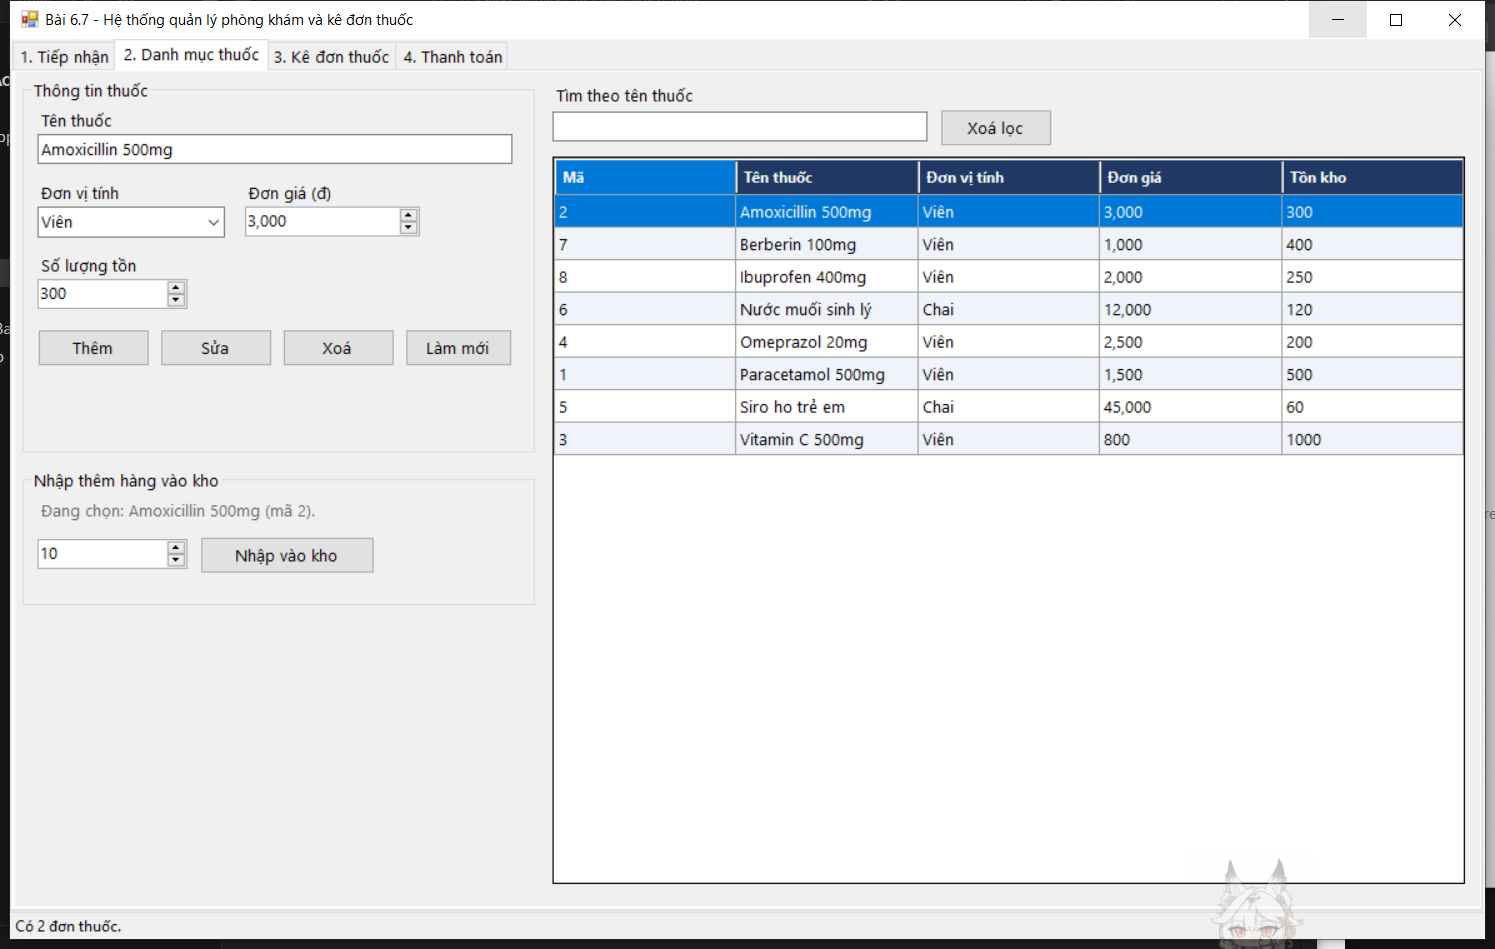 Bài 6.7 - Hệ thống quản lý phòng khám và kê đơn thuốc
1. Tiếp nhận
2. Danh mục thuốc
3. Kê đơn thuốc
4. Thanh toán
Thông tin thuốc
Tên thuốc
Amoxicillin 500mg
Đơn vị tính
Đơn giá (đ)
Viên
3,000
Số lượng tồn
300
Thêm
Sửa
Xoá
Làm mới
Nhập thêm hàng vào kho
Đang chọn: Amoxicillin 500mg (mã 2).
10
Nhập vào kho
Tìm theo tên thuốc
Xoá lọc
Mã Tên thuốc Đơn vị tính Đơn giá Tồn kho
2 Amoxicillin 500mg Viên 3,000 300
7 Berberin 100mg Viên 1,000 400
8 Ibuprofen 400mg Viên 2,000 250
6 Nước muối sinh lý Chai 12,000 120
4 Omeprazol 20mg Viên 2,500 200
1 Paracetamol 500mg Viên 1,500 500
5 Siro ho trẻ em Chai 45,000 60
3 Vitamin C 500mg Viên 800 1000
Có 2 đơn thuốc.